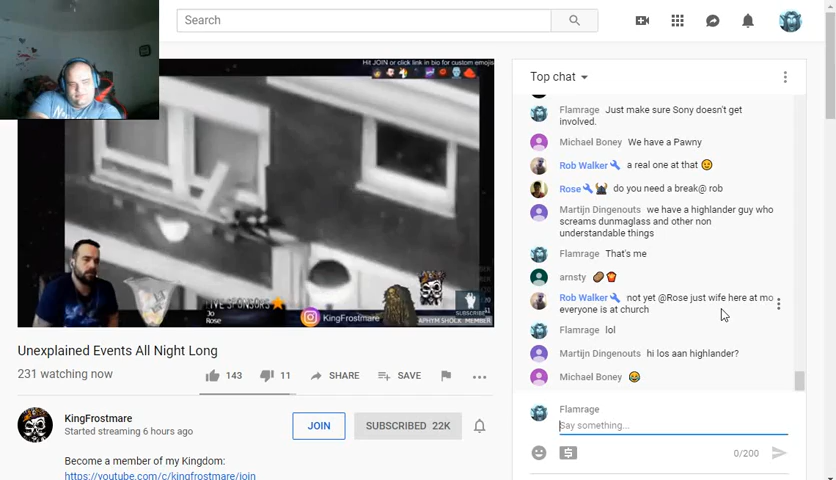 Search
Hit JOIN or click link in bio for custom emojis
LIVE SPONSORS
Jo
Rose
KingFrostmare
SUBSCRIBED
MEMBER
Unexplained Events All Night Long
231 watching now
143
11
SHARE
SAVE
KingFrostmare
Started streaming 6 hours ago
JOIN
SUBSCRIBED 22K
Become a member of my Kingdom:
https://youtube.com/c/kingfrostmare/join
Top chat
Flamrage Just make sure Sony doesn't get
involved.
Michael Boney We have a Pawny
Rob Walker a real one at that 😉
Rose do you need a break@ rob
Martijn Dingenouts we have a highlander guy who
screams dunmaglass and other non
understandable things
Flamrage That's me
arnsty 🥔🍞
Rob Walker not yet @Rose just wife here at mo
everyone is at church
Flamrage lol
Martijn Dingenouts hi los aan highlander?
Michael Boney 😂
Flamrage
Say something...
0/200